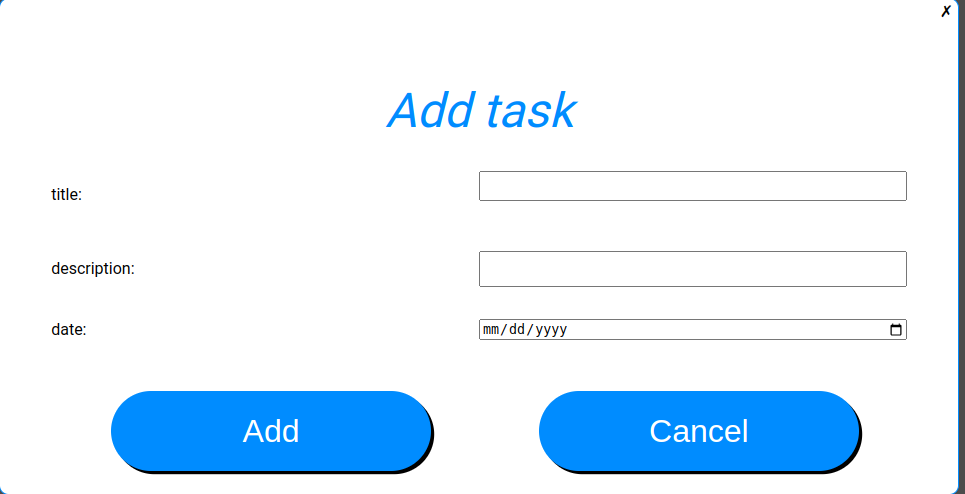 ✗
Add task
title:
description:
date:
mm/dd/yyyy
Add
Cancel